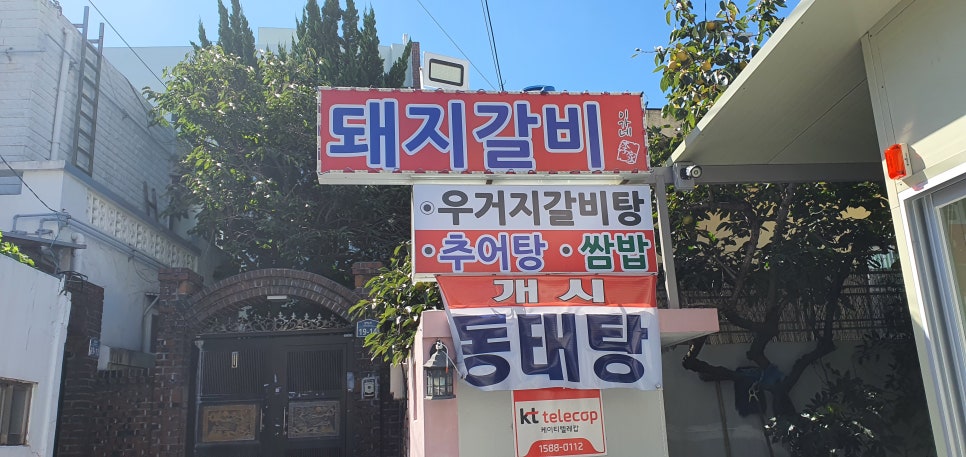 돼지갈비
우거지갈비탕
·추어탕 ·쌈밥
개시
동태탕
kt telecop
케이티텔레캅
1588-0112